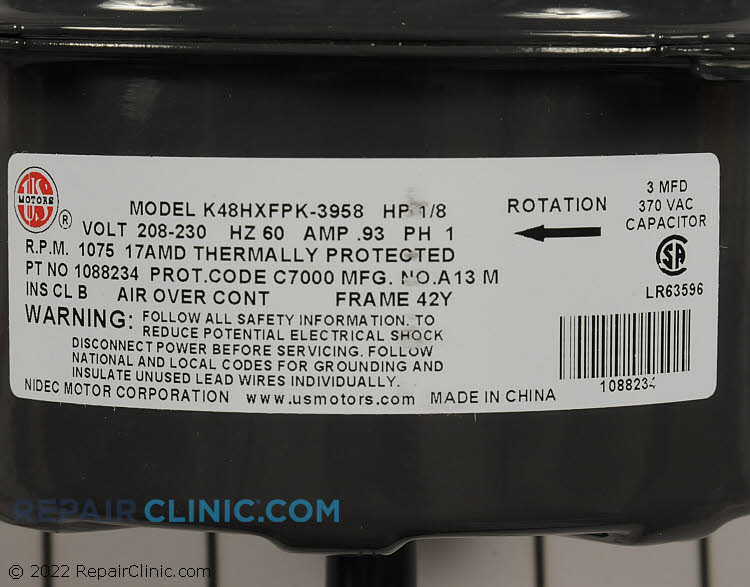 U.S.
MOTORS
®
MODEL K48HXFPK-3958 HP 1/8
VOLT 208-230 HZ 60 AMP .93 PH 1
R.P.M. 1075 17AMD THERMALLY PROTECTED
PT NO 1088234 PROT.CODE C7000 MFG. NO.A13 M
INS CL B AIR OVER CONT FRAME 42Y
WARNING: FOLLOW ALL SAFETY INFORMATION. TO
REDUCE POTENTIAL ELECTRICAL SHOCK
DISCONNECT POWER BEFORE SERVICING. FOLLOW
NATIONAL AND LOCAL CODES FOR GROUNDING AND
INSULATE UNUSED LEAD WIRES INDIVIDUALLY.
NIDEC MOTOR CORPORATION www.usmotors.com MADE IN CHINA
ROTATION
3 MFD
370 VAC
CAPACITOR
SA
LR63596
1088234
REPAIR CLINIC.COM
© 2022 RepairClinic.com